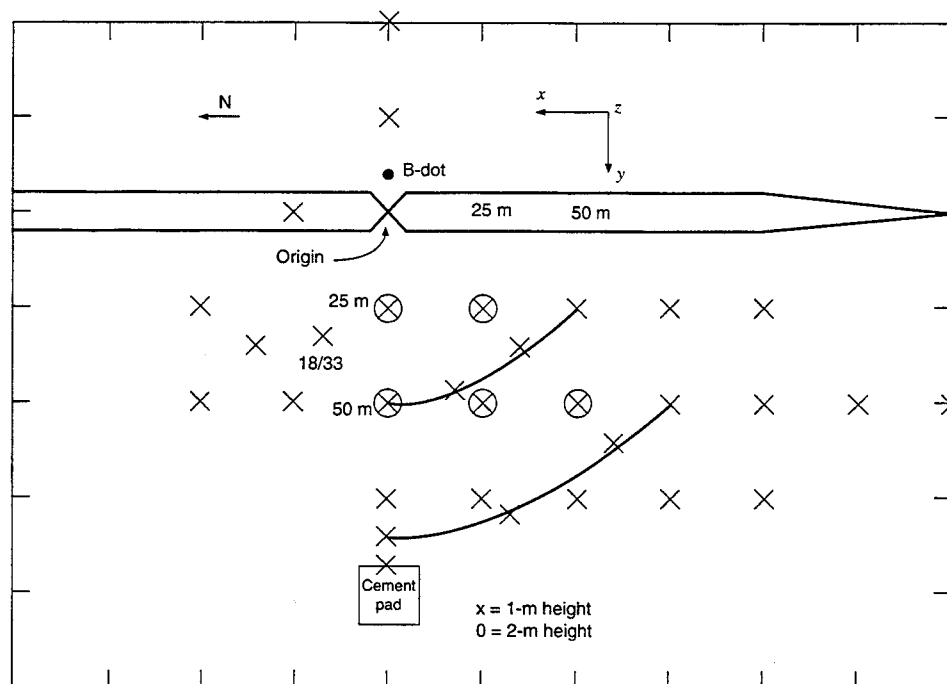 N
x
z
y
B-dot
25 m 50 m
Origin
25 m
18/33
50 m
Cement
pad
x = 1-m height
0 = 2-m height